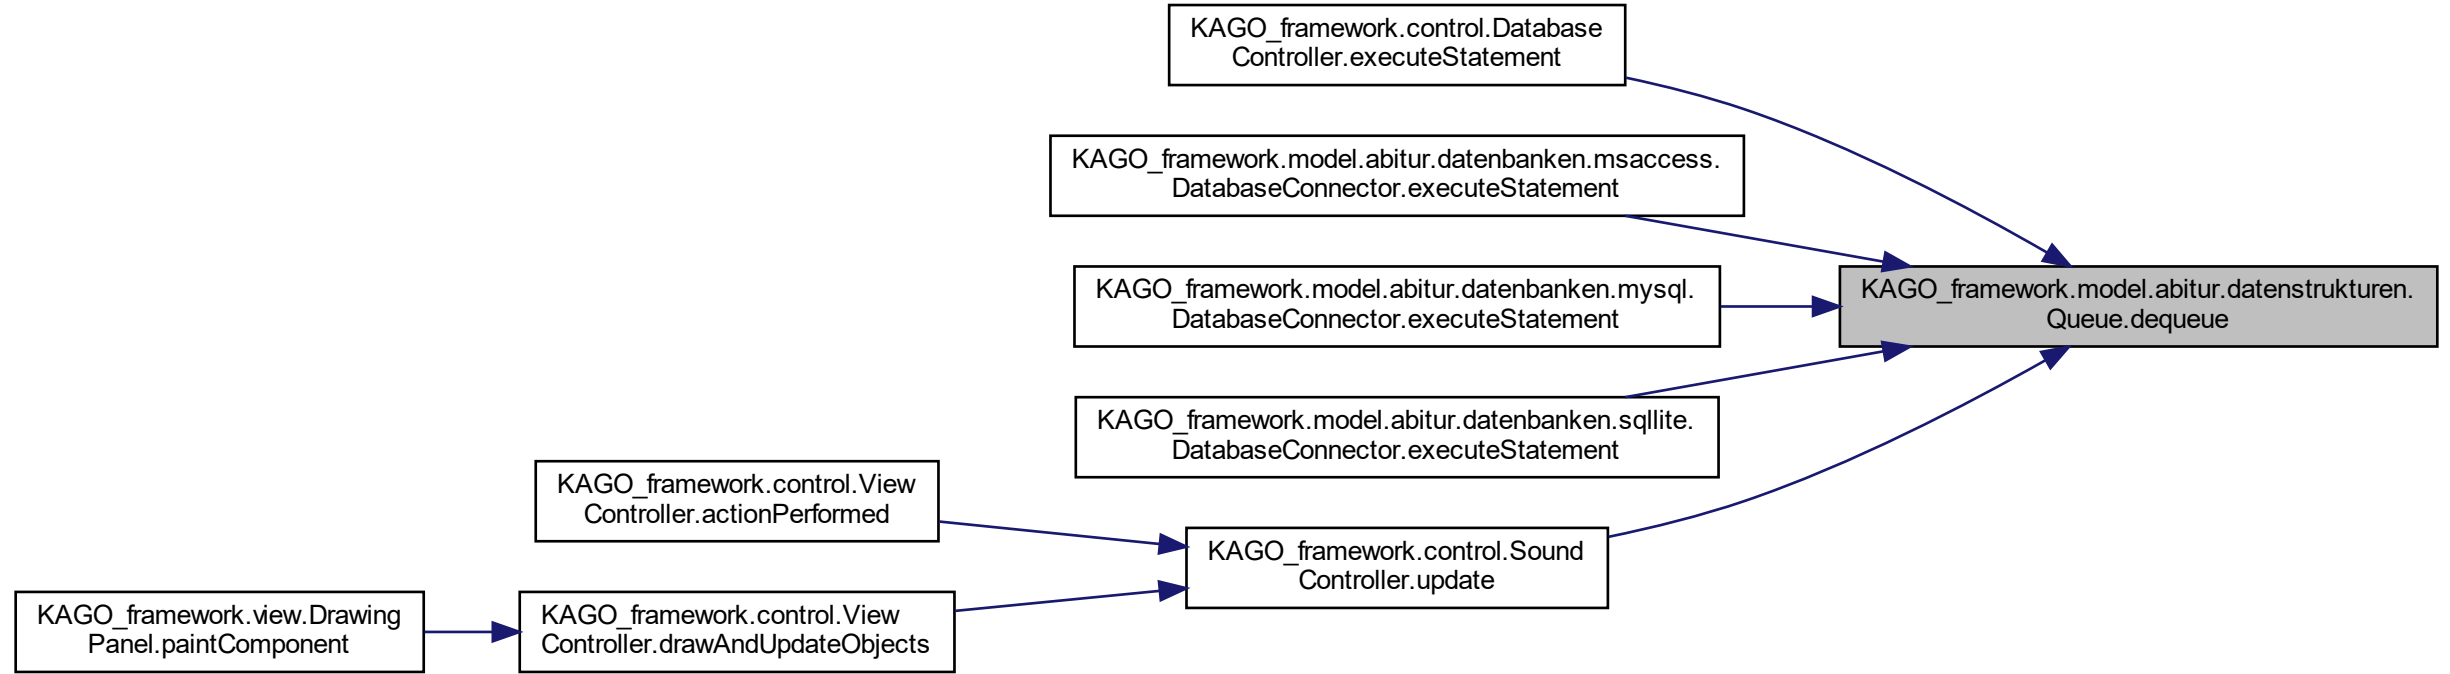 KAGO_framework.control.Database
Controller.executeStatement
KAGO_framework.model.abitur.datenbanken.msaccess.
DatabaseConnector.executeStatement
KAGO_framework.model.abitur.datenbanken.mysql.
DatabaseConnector.executeStatement
KAGO_framework.model.abitur.datenstrukturen.
Queue.dequeue
KAGO_framework.model.abitur.datenbanken.sqllite.
DatabaseConnector.executeStatement
KAGO_framework.control.View
Controller.actionPerformed
KAGO_framework.control.Sound
Controller.update
KAGO_framework.view.Drawing
Panel.paintComponent
KAGO_framework.control.View
Controller.drawAndUpdateObjects